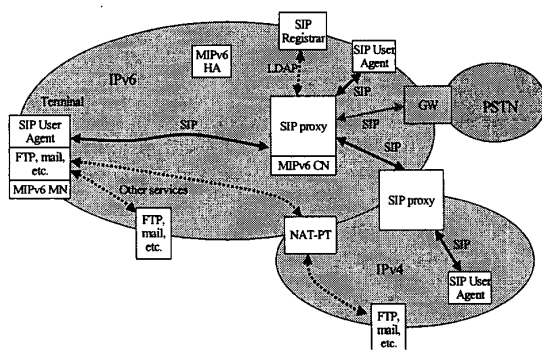 SIP
Registrar
MIPv6
HA
SIP User
Agent
IPv6
LDAP
SIP
Terminal
GW
PSTN
SIP User
Agent
SIP
SIP proxy
SIP
FTP, mail,
etc.
MIPv6 CN
SIP
MIPv6 MN
Other services
SIP proxy
FTP,
mail,
etc.
NAT-PT
SIP
IPv4
SIP User
Agent
FTP,
mail,
etc.